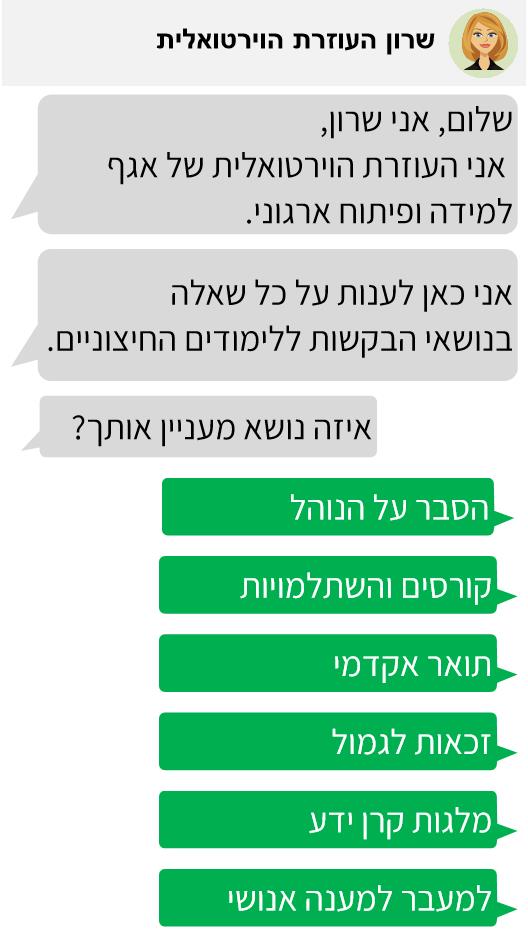 שרון העוזרת הוירטואלית
שלום, אני שרון,
אני העוזרת הוירטואלית של אגף
למידה ופיתוח ארגוני.
אני כאן לענות על כל שאלה
בנושאי הבקשות ללימודים החיצוניים.
איזה נושא מעניין אותך?
הסבר על הנוהל
קורסים והשתלמויות
תואר אקדמי
זכאות לגמול
מלגות קרן ידע
למעבר למענה אנושי